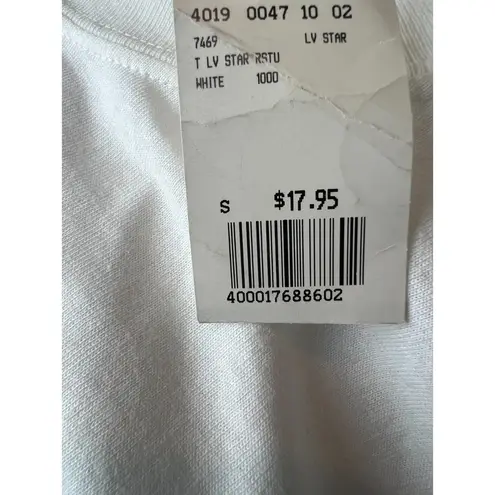 4019 0047 10 02
7469 LV STAR
T LV STAR RSTU
WHITE 1000
S $17.95
400017688602